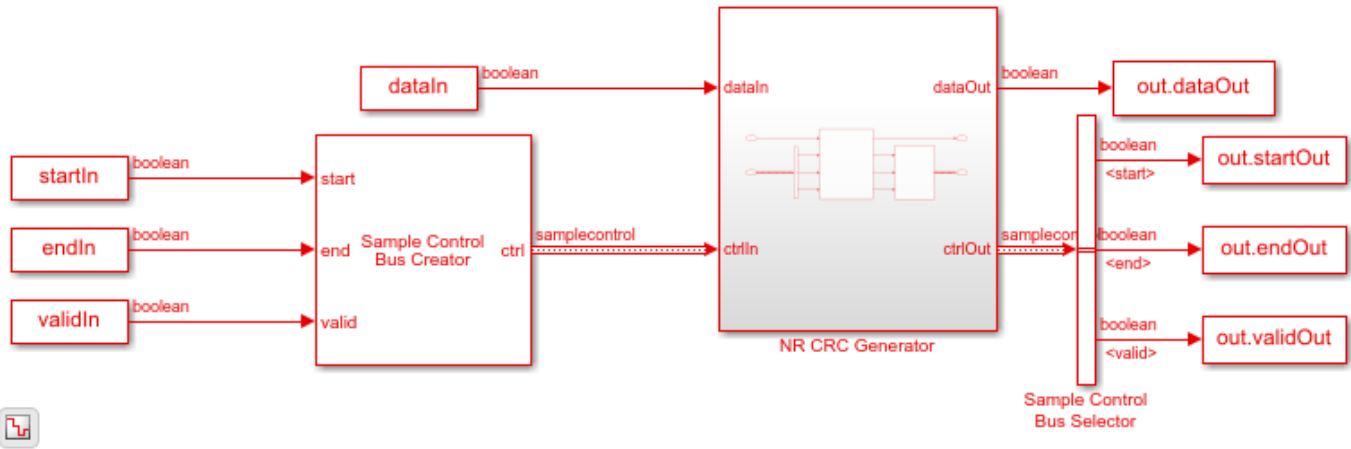 dataIn
boolean
dataIn
dataOut
boolean
out.dataOut
startIn
boolean
start
endIn
boolean
end
validIn
boolean
valid
Sample Control
Bus Creator
ctrl
samplecontrol
ctrlIn
ctrlOut
NR CRC Generator
samplecontrol
boolean
<start>
out.startOut
boolean
<end>
out.endOut
boolean
<valid>
out.validOut
Sample Control
Bus Selector